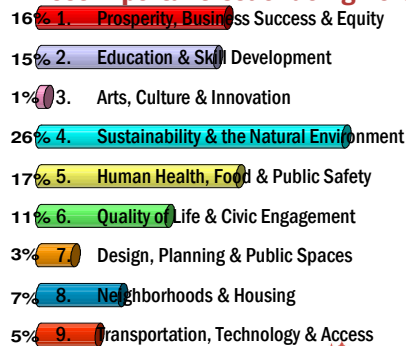 16% 1. Prosperity, Business Success & Equity
15% 2. Education & Skill Development
1% 3. Arts, Culture & Innovation
26% 4. Sustainability & the Natural Environment
17% 5. Human Health, Food & Public Safety
11% 6. Quality of Life & Civic Engagement
3% 7. Design, Planning & Public Spaces
7% 8. Neighborhoods & Housing
5% 9. Transportation, Technology & Access